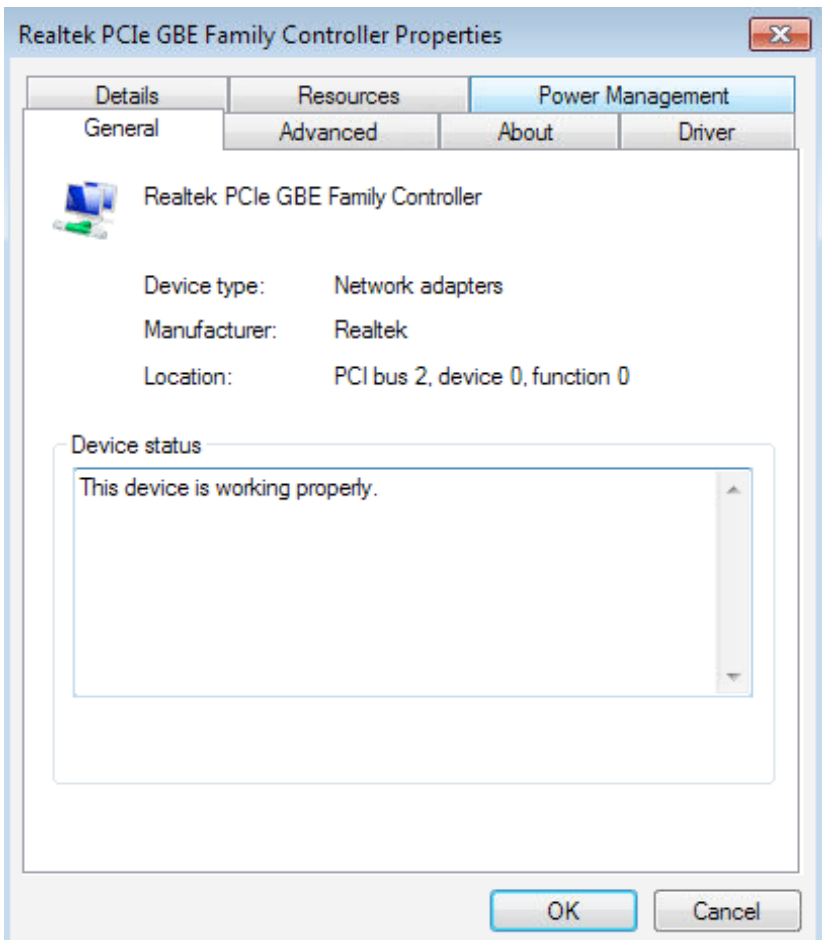 Realtek PCIe GBE Family Controller Properties
Details Resources Power Management
General Advanced About Driver
Realtek PCIe GBE Family Controller
Device type: Network adapters
Manufacturer: Realtek
Location: PCI bus 2, device 0, function 0
Device status
This device is working properly.
OK Cancel